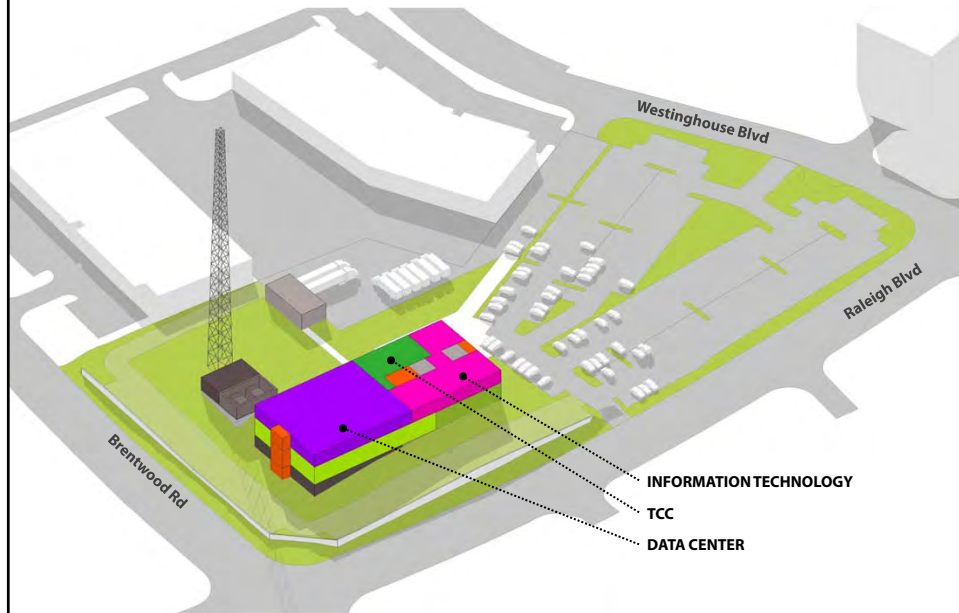 Westinghouse Blvd
Raleigh Blvd
Brentwood Rd
INFORMATION TECHNOLOGY
TCC
DATA CENTER